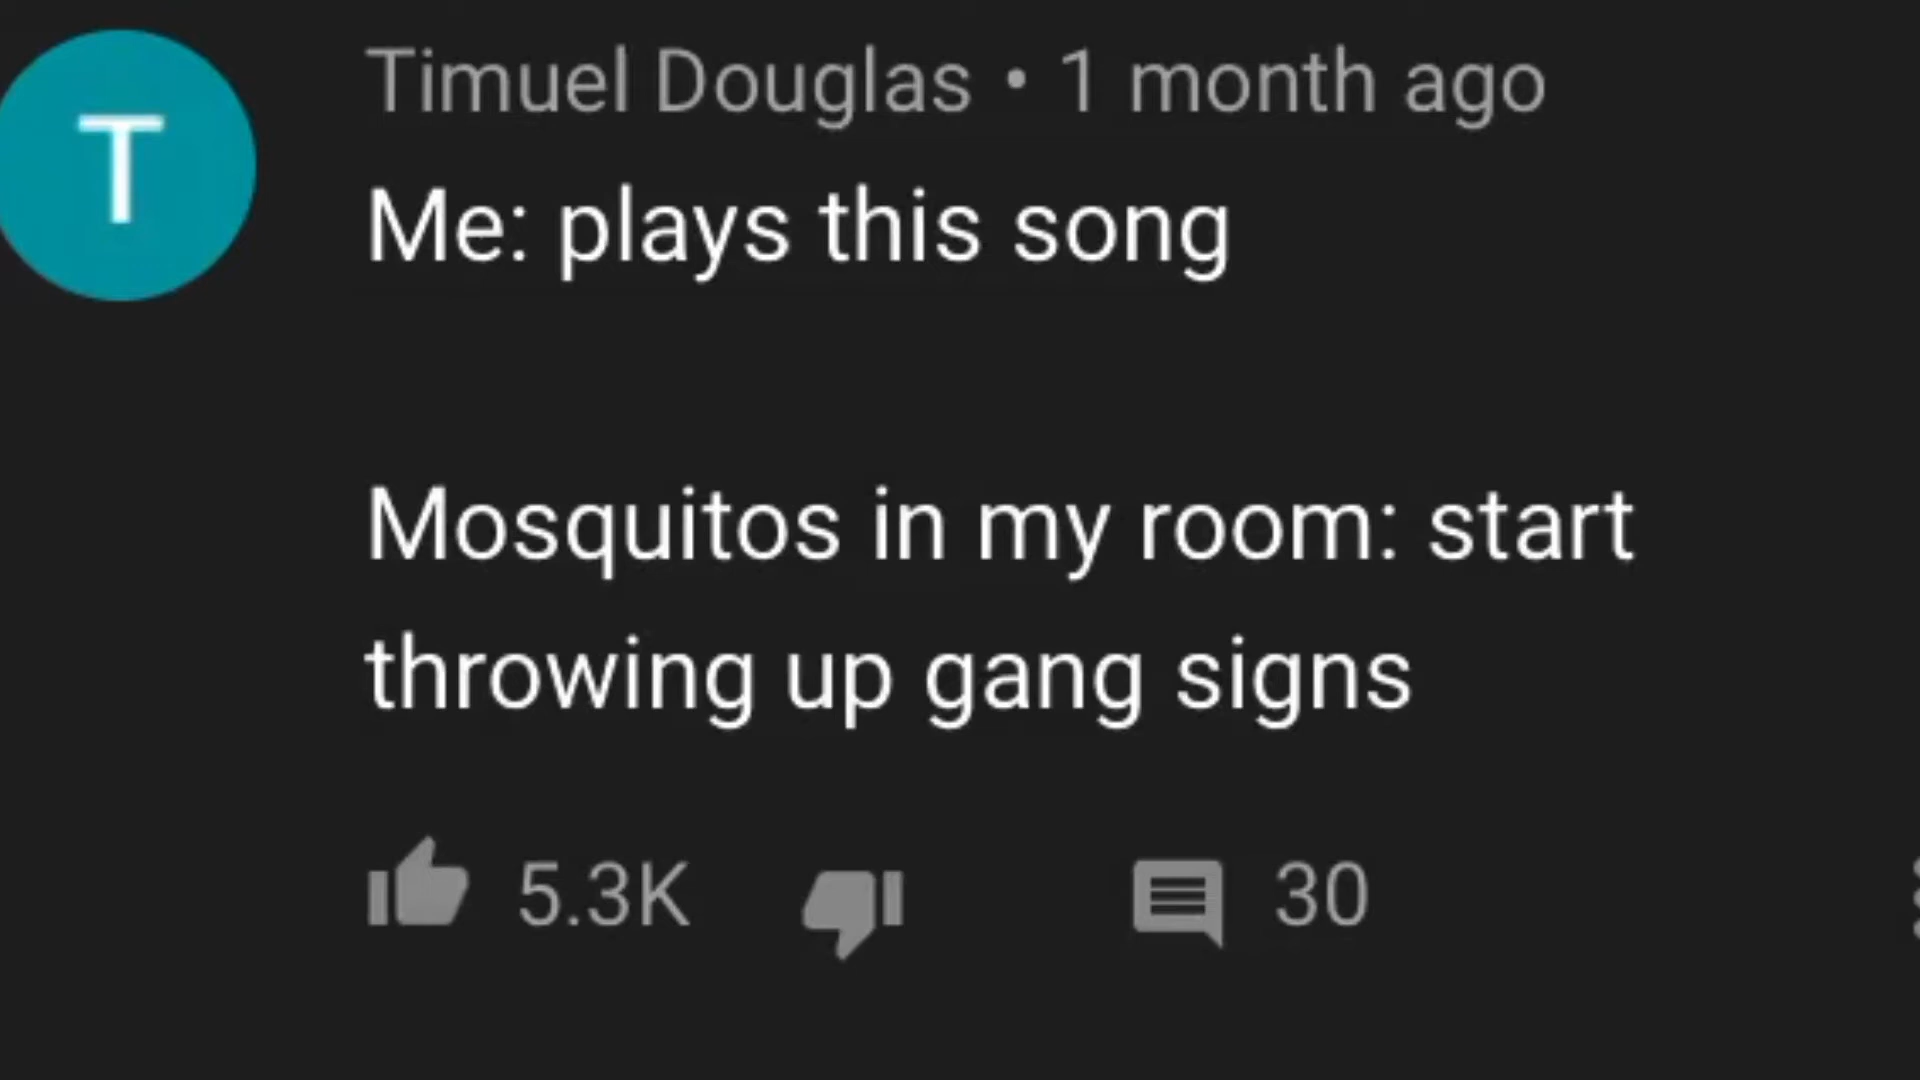 T
Timuel Douglas • 1 month ago
Me: plays this song
Mosquitos in my room: start
throwing up gang signs
5.3K 30